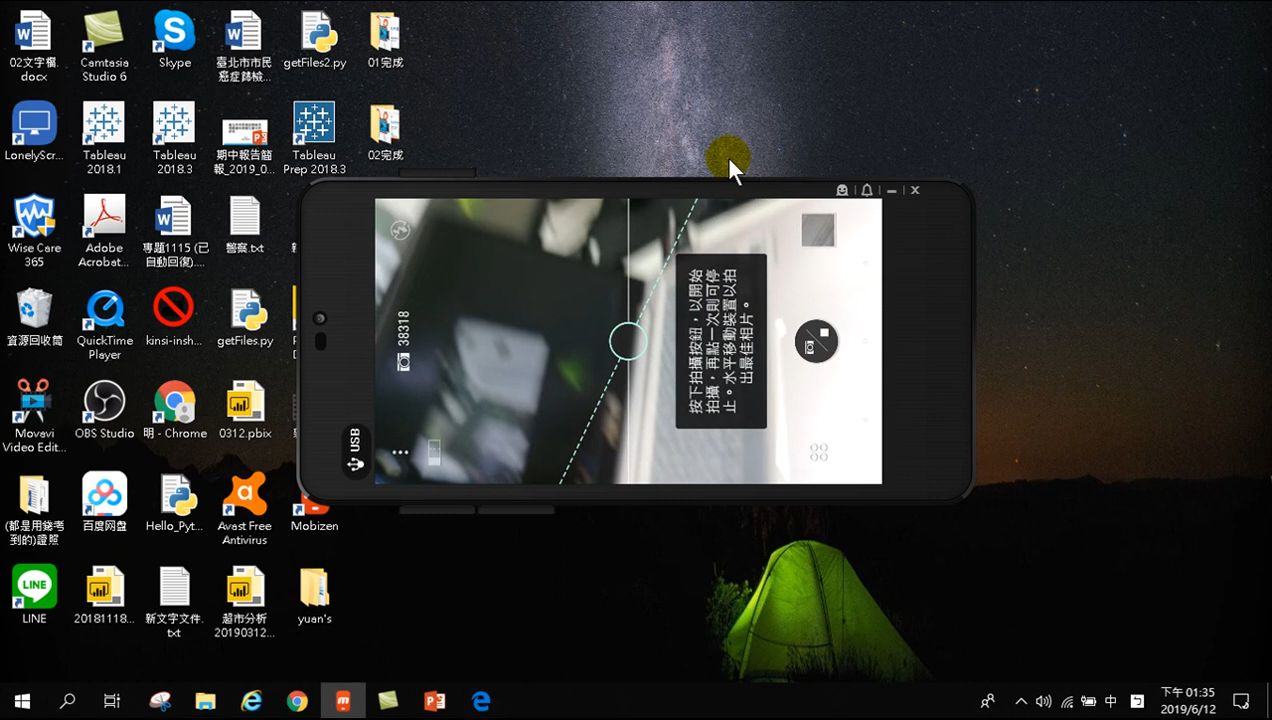 02文字檔.
docx
Camtasia
Studio 6
Skype
臺北市市民
癌症篩檢...
getFiles2.py
01完成
LonelyScr...
Tableau
2018.1
Tableau
2018.3
期中報告簡
報_2019_0...
Tableau
Prep 2018.3
02完成
Wise Care
365
Adobe
Acrobat...
專題1115 (已
自動回復)....
警察.txt
資源回收筒
QuickTime
Player
kinsi-insh...
getFiles.py
Movavi
Video Edit...
OBS Studio
明 - Chrome
0312.pbix
(都是用錢考
到的)證照
百度网盘
Hello_Pyt...
Avast Free
Antivirus
Mobizen
LINE
LINE
20181118...
新文字文件.
txt
超市分析
20190312...
yuan's
USB
38318
按下拍攝按鈕，以開始
拍攝，再點一次則可停
止。水平移動裝置以拍
出最佳相片。
中
下午 01:35
2019/6/12